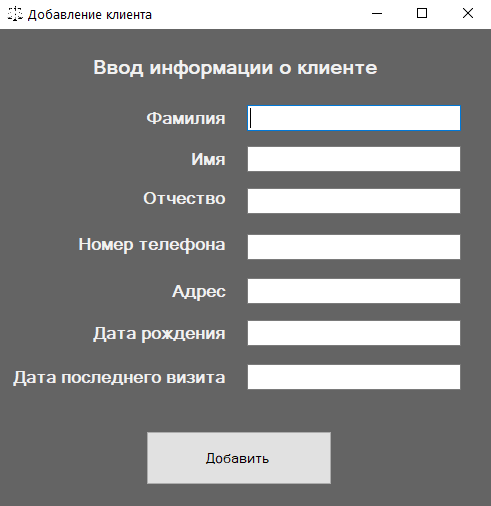 Добавление клиента
Ввод информации о клиенте
Фамилия
Имя
Отчество
Номер телефона
Адрес
Дата рождения
Дата последнего визита
Добавить